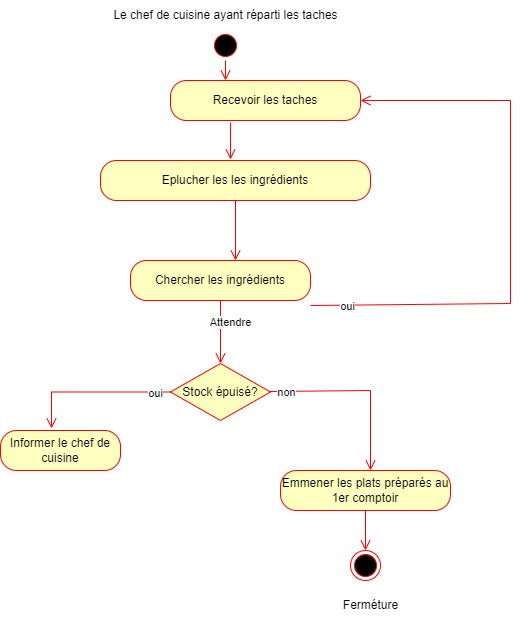 Le chef de cuisine ayant réparti les taches
Recevoir les taches
Eplucher les les ingrédients
Chercher les ingrédients
oui
Attendre
Stock épuisé?
oui
non
Informer le chef de
cuisine
Emmener les plats préparés au
1er comptoir
Ferméture